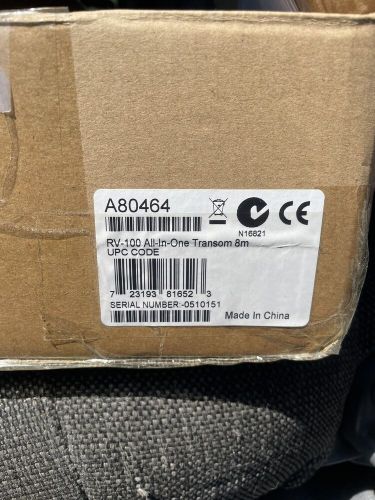 A80464
N16821
RV-100 All-In-One Transom 8m
UPC CODE
7 23193 81652 3
SERIAL NUMBER:-0510151
Made In China